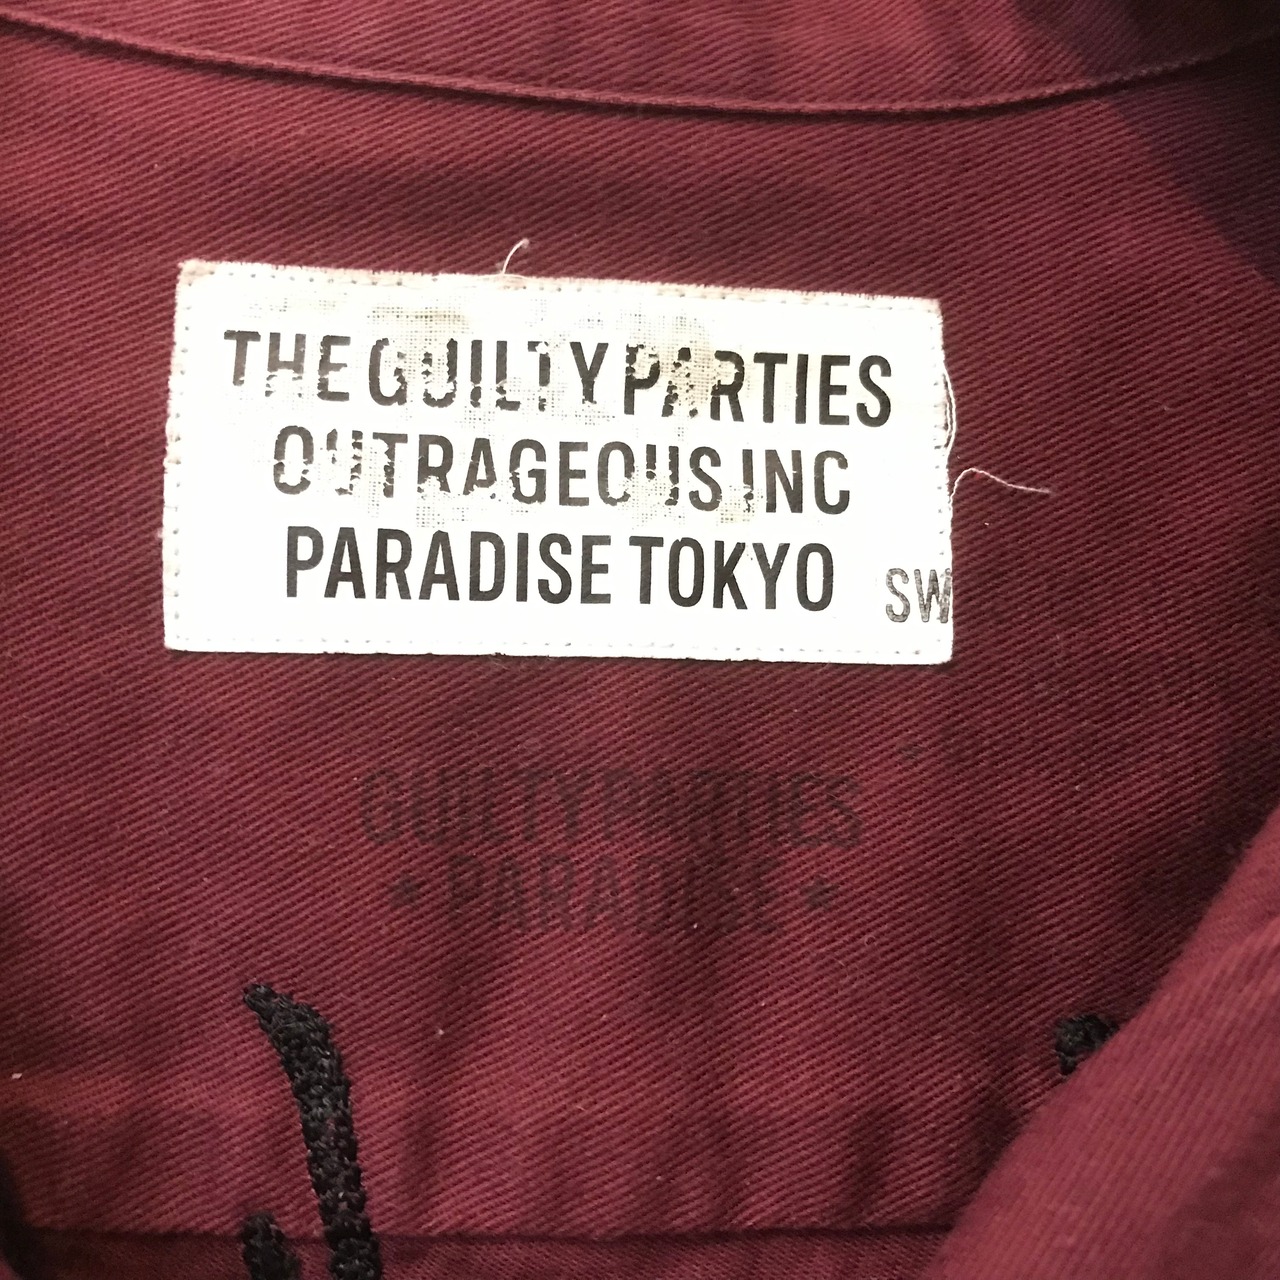 THE GUILTY PARTIES
OUTRAGEOUS INC
PARADISE TOKYO
SW
GUILTY PARTIES
★ PARADISE ★